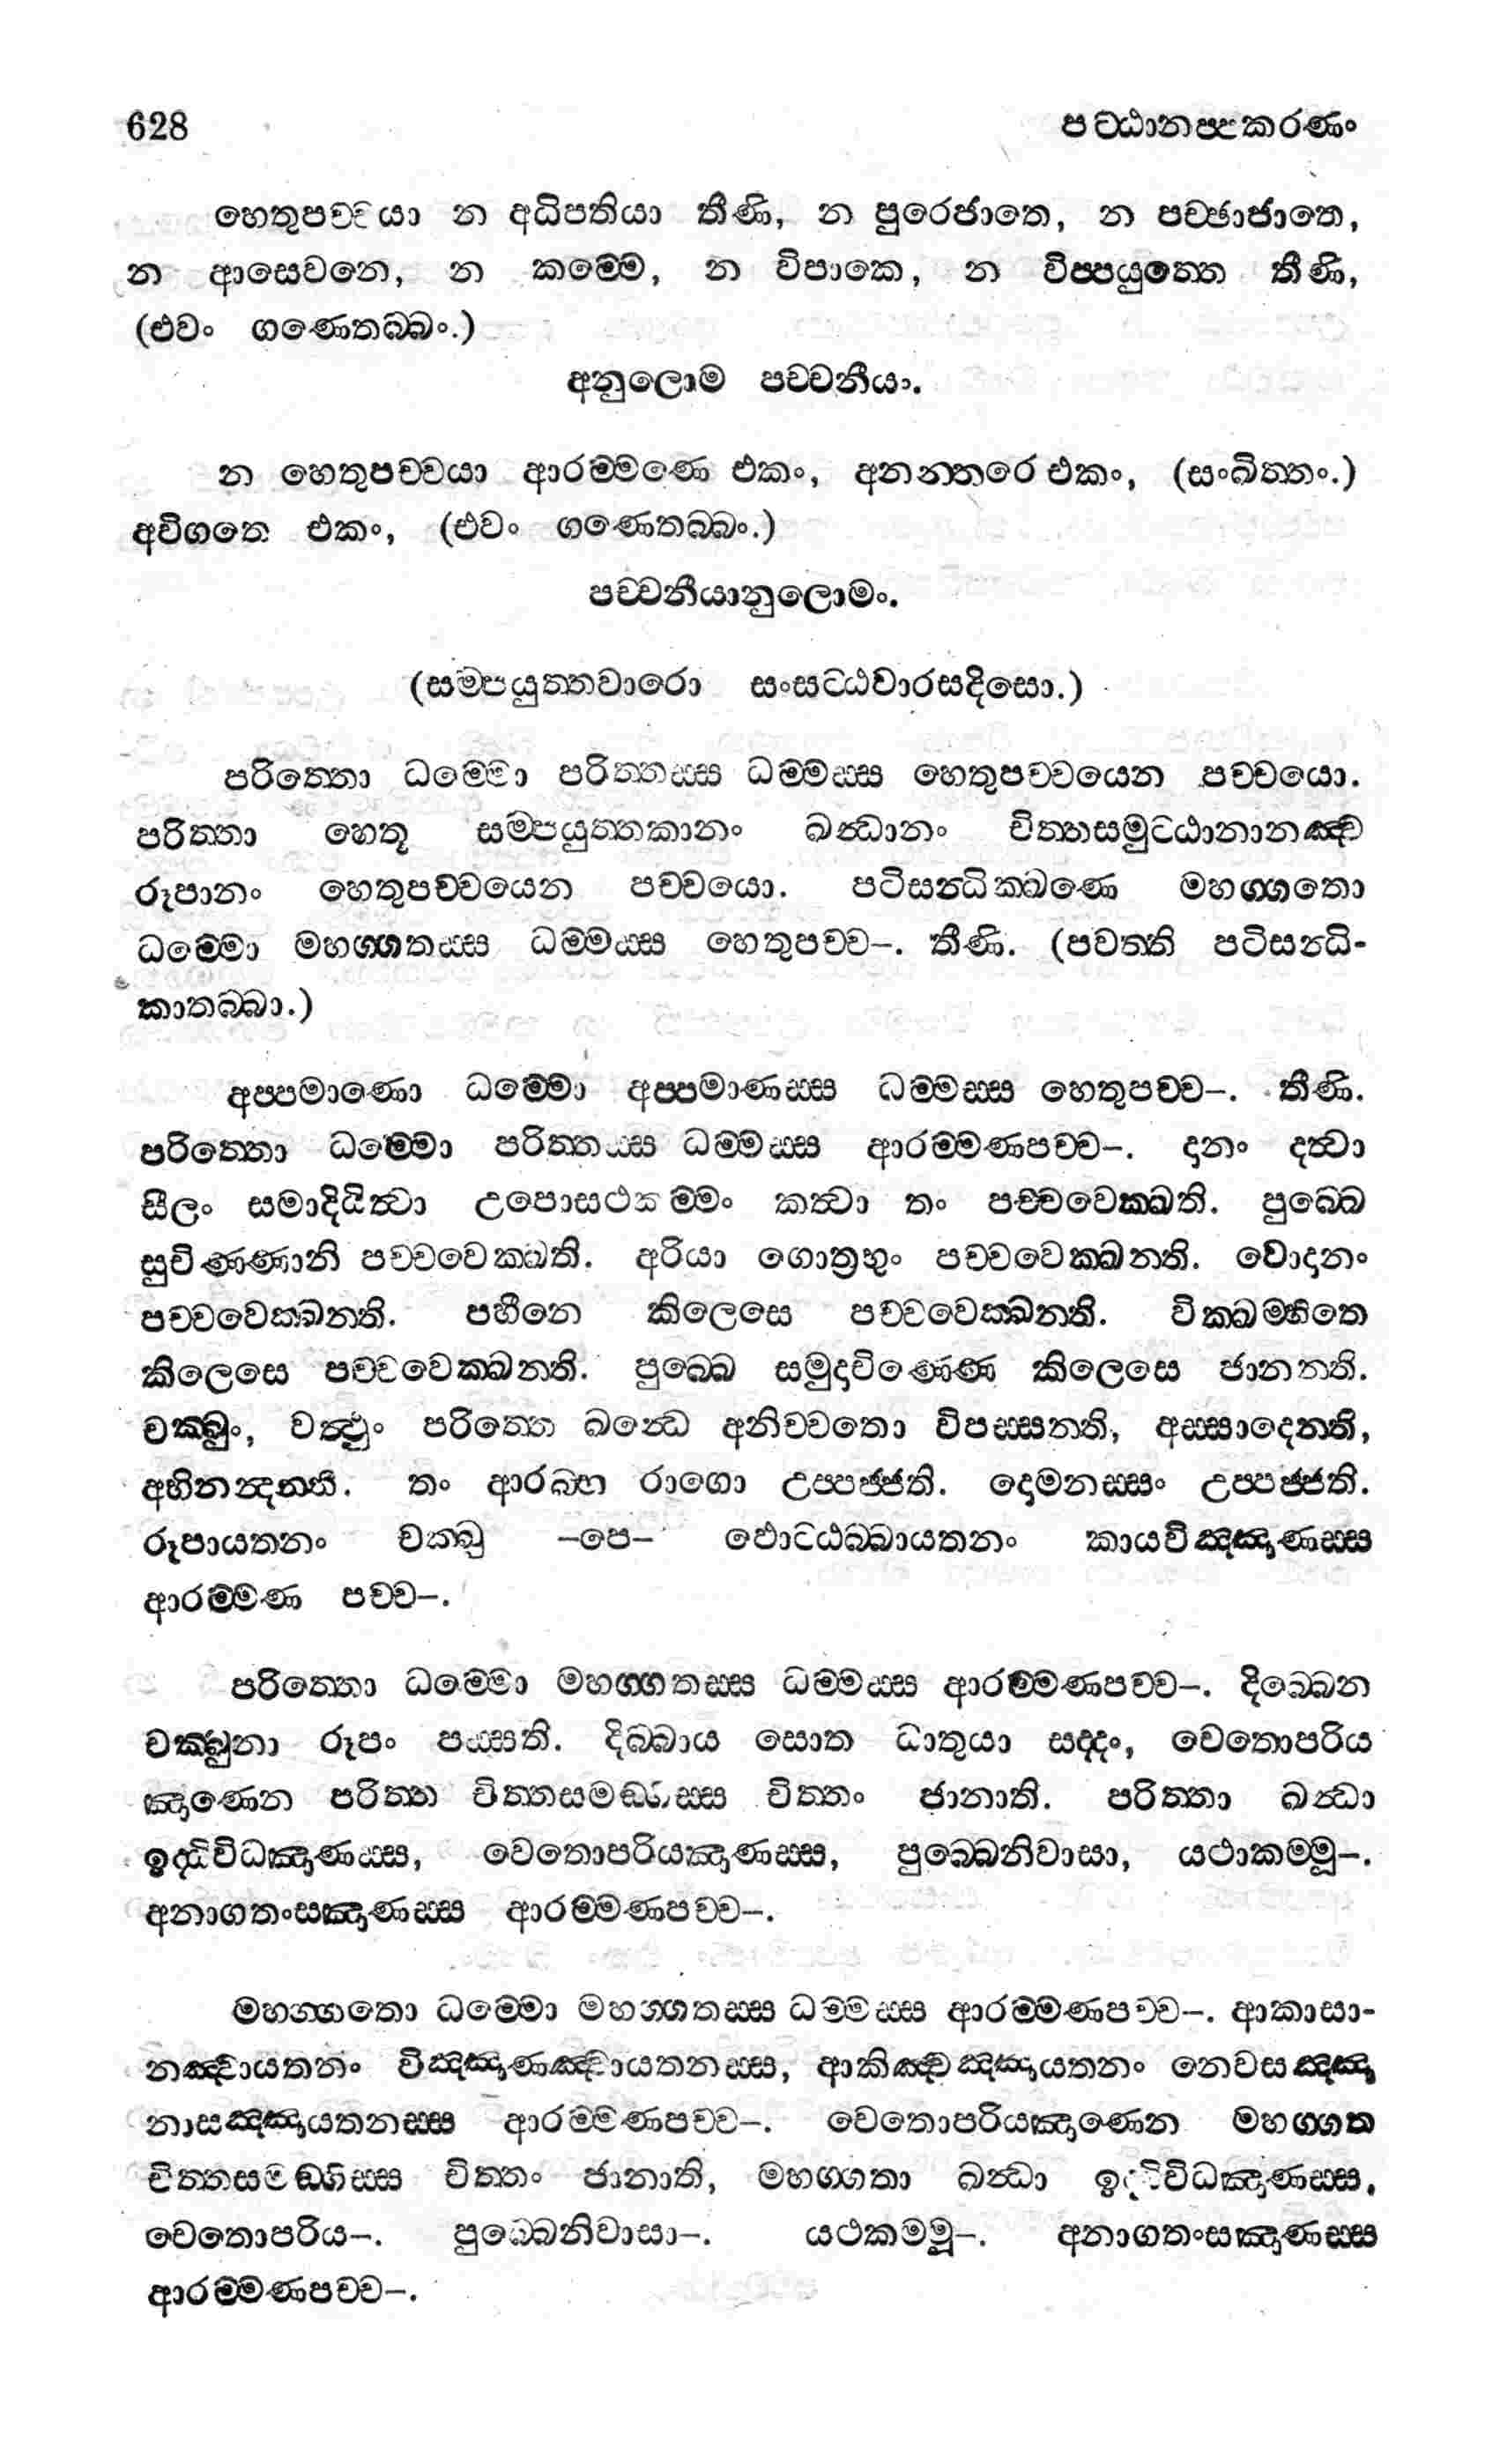 628 පට්ඨානප්පකරණං
හෙතුපච්චයා න අධිපතියා තීණි, න පුරෙජාතෙ, න පච්ඡාජාතෙ,
න ආසෙවනෙ, න කම්මෙ, න විපාකෙ, න විප්පයුත්තෙ තීණි,
(එවං ගණෙතබ්බං.)
අනුලොම පච්චනීයා.
න හෙතුපච්චයා ආරම්මණෙ එකං, අනන්තරෙ එකං, (සංඛිත්තං.)
අවිගතෙ එකං, (එවං ගණෙතබ්බං.)
පච්චනීයානුලොමං.
(සම්පයුත්තවාරො සංසට්ඨවාරසදිසො.)
පරිත්තො ධම්මො පරිත්තස්ස ධම්මස්ස හෙතුපච්චයෙන පච්චයො.
පරිත්තා හෙතූ සම්පයුත්තකානං ඛන්ධානං චිත්තසමුට්ඨානානඤ්ච
රූපානං හෙතුපච්චයෙන පච්චයො. පටිසන්ධික්ඛණෙ මහග්ගතො
ධම්මො මහග්ගතස්ස ධම්මස්ස හෙතුපච්ච–. තීණි. (පවත්ති පටිසන්ධි-
කාතබ්බා.)
අප්පමාණො ධම්මො අප්පමාණස්ස ධම්මස්ස හෙතුපච්ච–. තීණි.
පරිත්තො ධම්මො පරිත්තස්ස ධම්මස්ස ආරම්මණපච්ච–. දානං දත්වා
සීලං සමාදියිත්වා උපොසථකම්මං කත්වා තං පච්චවෙක්ඛති. පුබ්බෙ
සුචිණ්ණානි පච්චවෙක්ඛති. අරියා ගොත්‍රභුං පච්චවෙක්ඛන්ති. වොදානං
පච්චවෙක්ඛන්ති. පහීනෙ කිලෙසෙ පච්චවෙක්ඛන්ති. වික්ඛම්භිතෙ
කිලෙසෙ පච්චවෙක්ඛන්ති. පුබ්බෙ සමුදාචිණ්ණෙ කිලෙසෙ ජානන්ති.
චක්ඛුං, වත්ථුං පරිත්තෙ ඛන්ධෙ අනිච්චතො විපස්සන්ති, අස්සාදෙන්ති,
අභිනන්දන්ති. තං ආරබ්භ රාගො උප්පජ්ජති. දොමනස්සං උප්පජ්ජති.
රූපායතනං චක්ඛු –පෙ– ඵොට්ඨබ්බායතනං කායවිඤ්ඤාණස්ස
ආරම්මණ පච්ච–.
පරිත්තො ධම්මො මහග්ගතස්ස ධම්මස්ස ආරම්මණපච්ච–. දිබ්බෙන
චක්ඛුනා රූපං පස්සති. දිබ්බාය සොත ධාතුයා සද්දං, චෙතොපරිය
ඤාණෙන පරිත්ත චිත්තසමඞ්ගිස්ස චිත්තං ජානාති. පරිත්තා ඛන්ධා
ඉද්ධිවිධඤාණස්ස, චෙතොපරියඤාණස්ස, පුබ්බෙනිවාසා, යථාකම්මූ–.
අනාගතංසඤාණස්ස ආරම්මණපච්ච–.
මහග්ගතො ධම්මො මහග්ගතස්ස ධම්මස්ස ආරම්මණපච්ච–. ආකාසා-
නඤ්චායතනං විඤ්ඤාණඤ්චායතනස්ස, ආකිඤ්චඤ්ඤායතනං නෙවසඤ්ඤා
නාසඤ්ඤායතනස්ස ආරම්මණපච්ච–. චෙතොපරියඤාණෙන මහග්ගත
චිත්තසමඞ්ගිස්ස චිත්තං ජානාති, මහග්ගතා ඛන්ධා ඉද්ධිවිධඤාණස්ස,
චෙතොපරිය–. පුබ්බෙනිවාසා–. යථකම්මූ–. අනාගතංසඤාණස්ස
ආරම්මණපච්ච–.